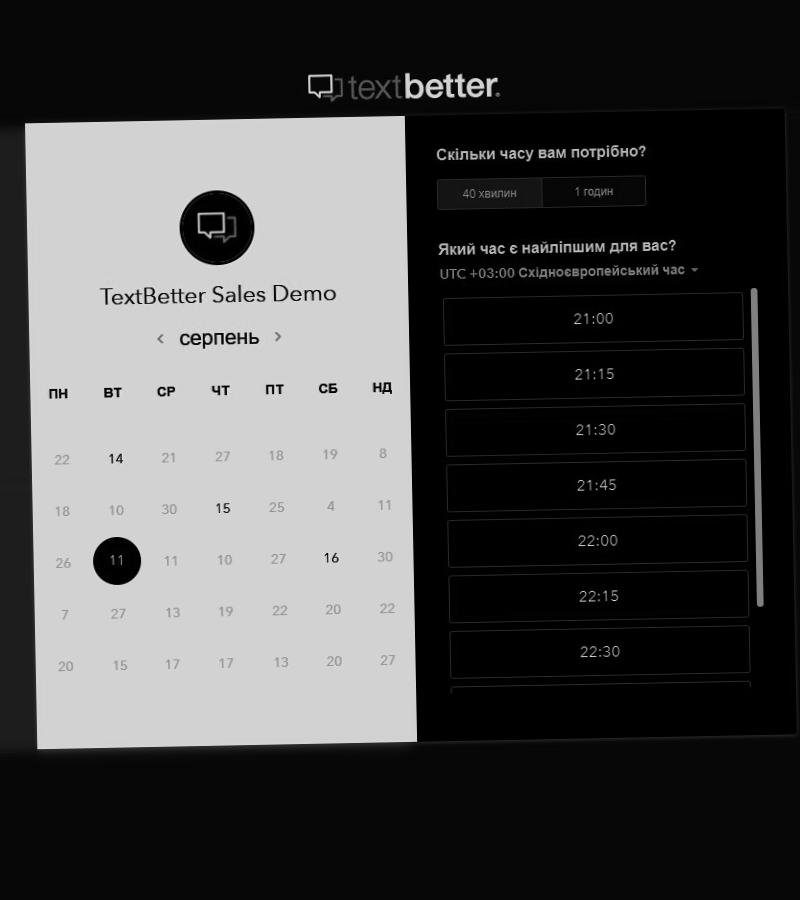 textbetter.
TextBetter Sales Demo
серпень
ПН ВТ СР ЧТ ПТ СБ НД
22 14 21 27 18 19 8
18 10 30 15 25 4 11
26 11 11 10 27 16 30
7 27 13 19 22 20 22
20 15 17 17 13 20 27
Скільки часу вам потрібно?
40 хвилин 1 годин
Який час є найліпшим для вас?
UTC +03:00 Східноєвропейський час
21:00
21:15
21:30
21:45
22:00
22:15
22:30